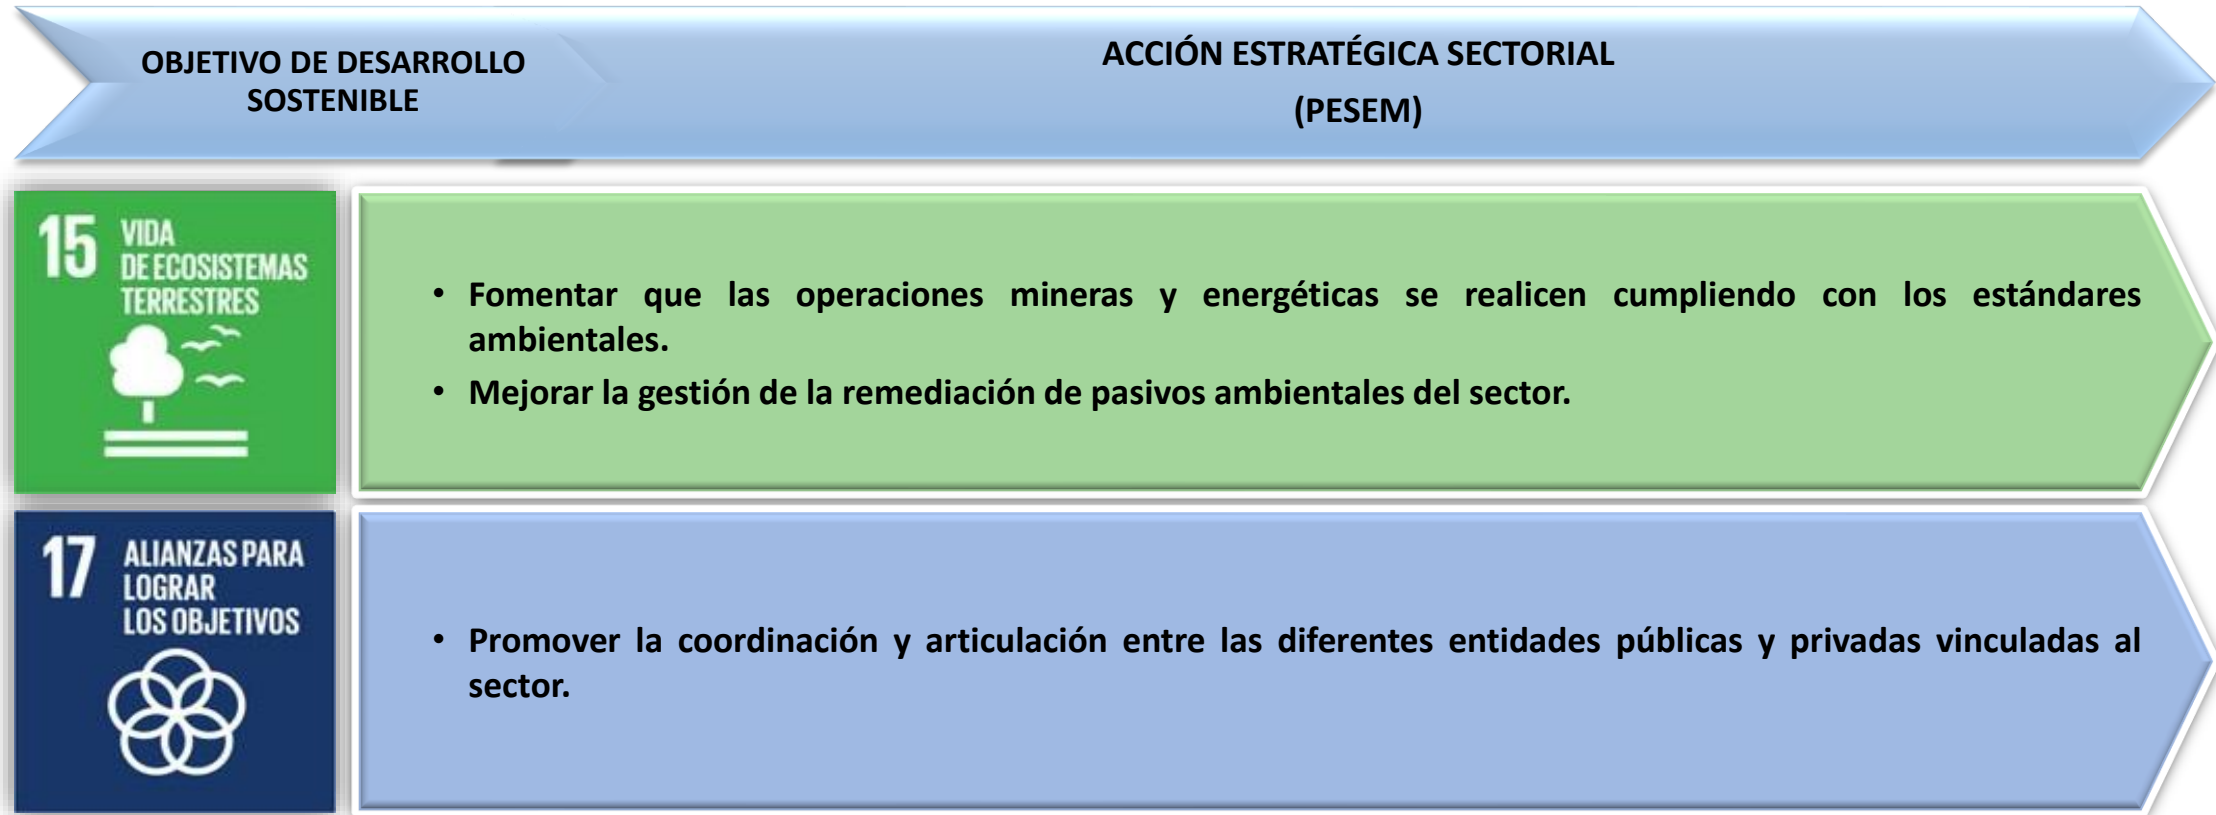 OBJETIVO DE DESARROLLO
SOSTENIBLE
ACCIÓN ESTRATÉGICA SECTORIAL
(PESEM)
15 VIDA
DE ECOSISTEMAS
TERRESTRES
• Fomentar que las operaciones mineras y energéticas se realicen cumpliendo con los estándares
ambientales.
• Mejorar la gestión de la remediación de pasivos ambientales del sector.
17 ALIANZAS PARA
LOGRAR
LOS OBJETIVOS
• Promover la coordinación y articulación entre las diferentes entidades públicas y privadas vinculadas al
sector.